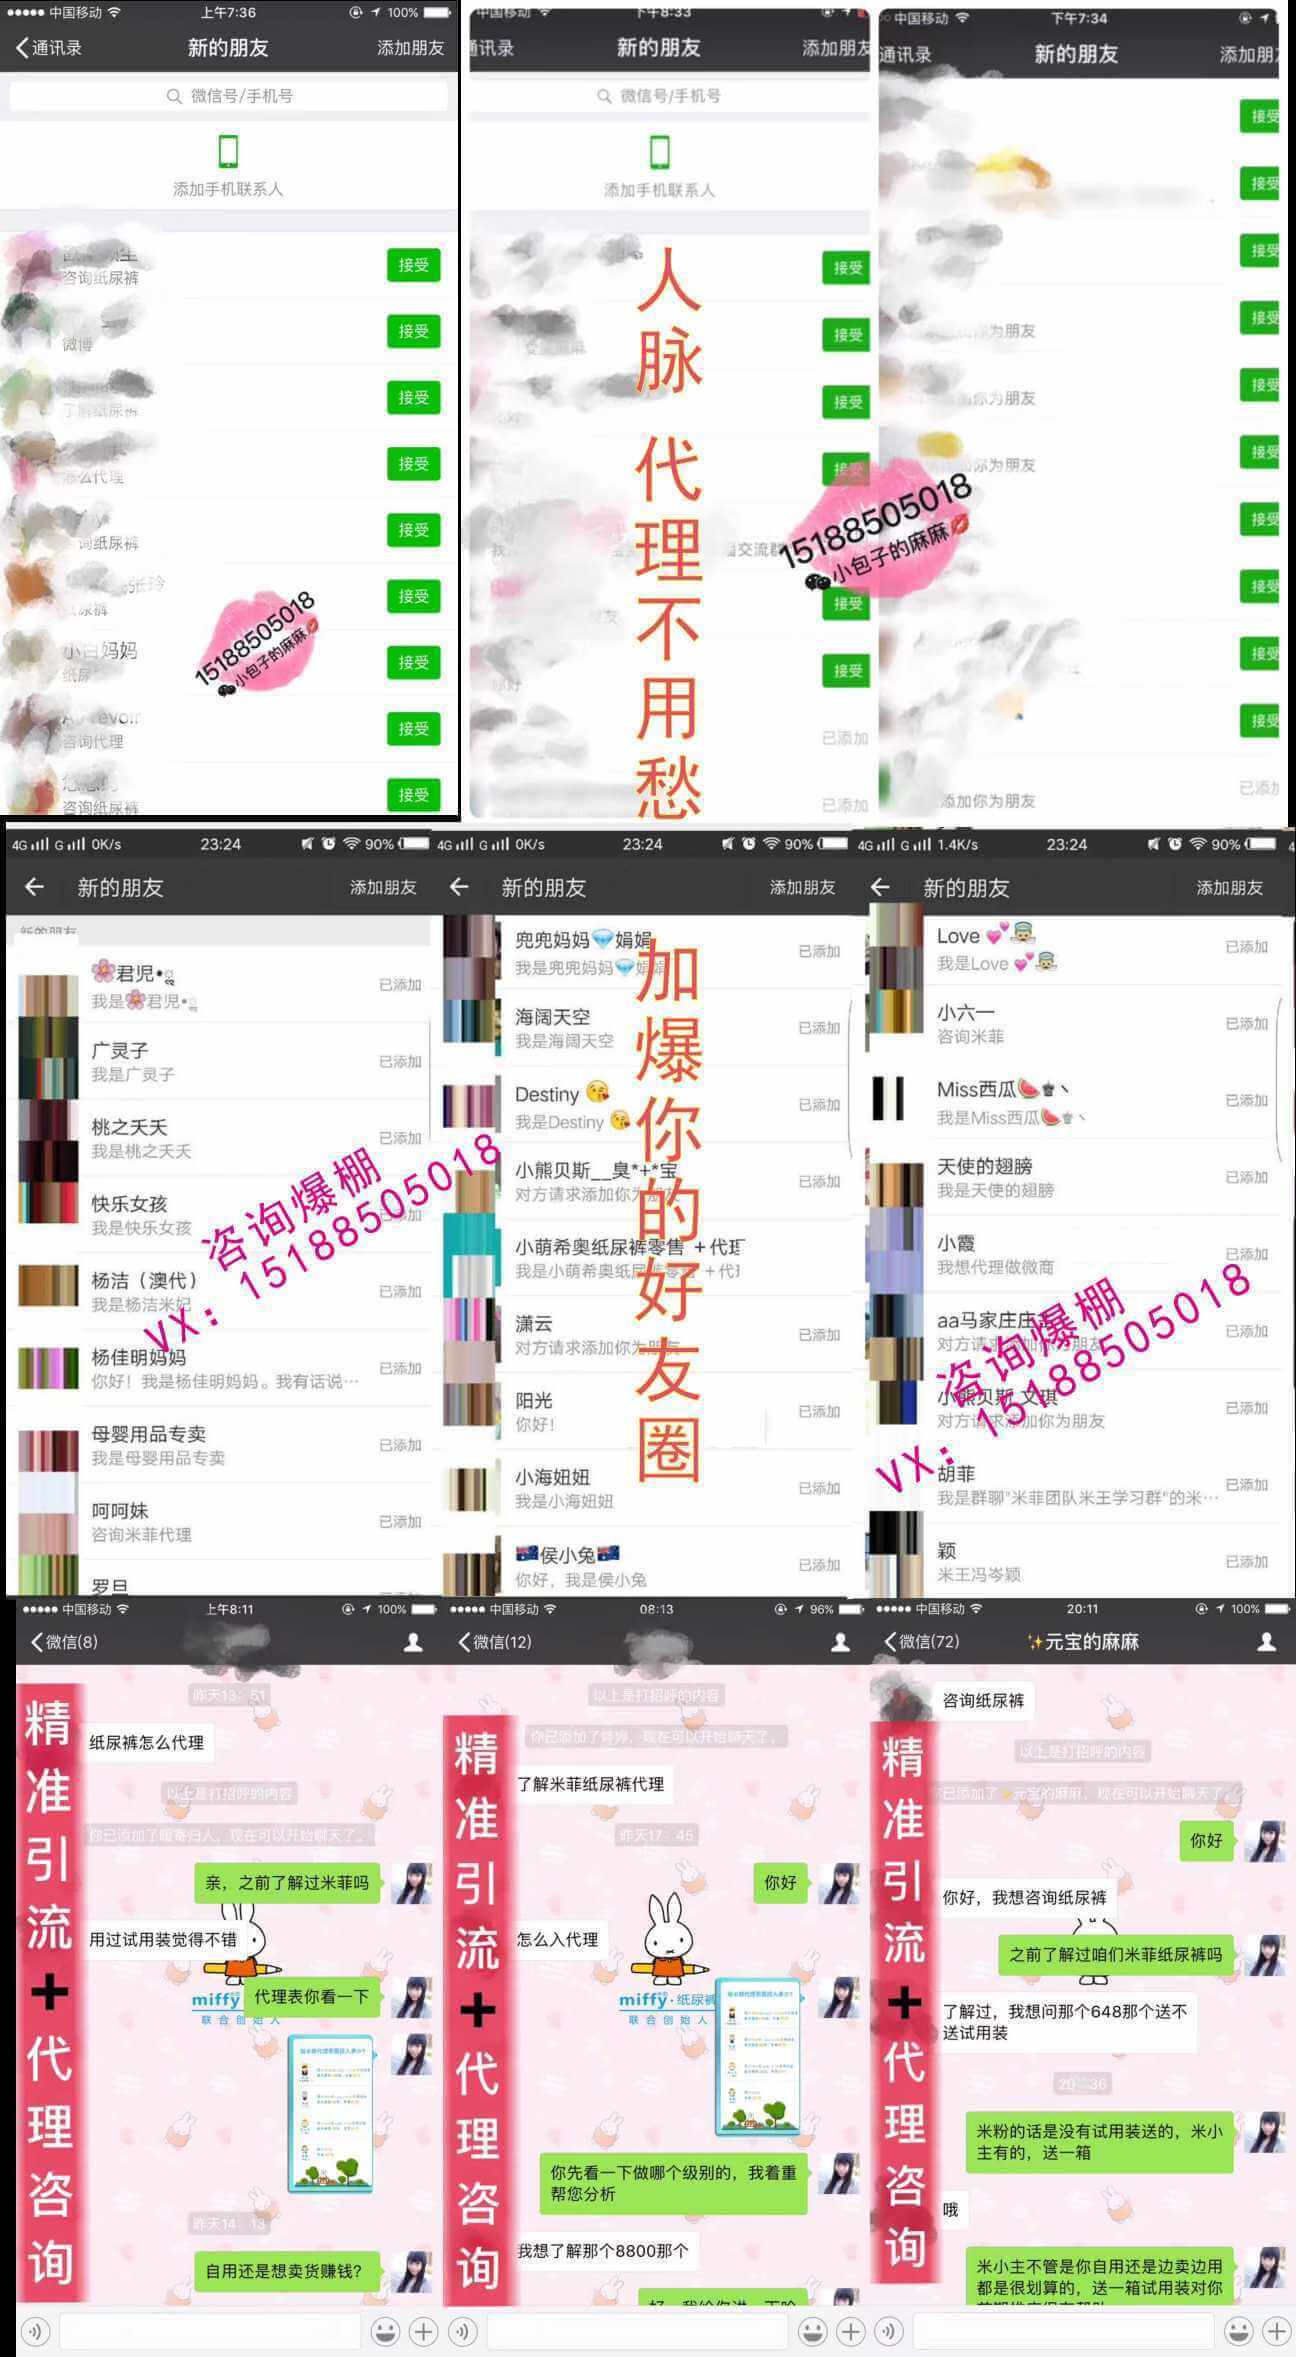 中国移动 上午7:36 100%
通讯录 新的朋友 添加朋友
微信号/手机号
添加手机联系人
咨询纸尿裤
接受
微博
接受
了解纸尿裤
接受
怎么代理
接受
询纸尿裤
接受
接受
小白妈妈
纸尿
接受
咨询代理
接受
咨询纸尿裤
接受
15188505018
小包子的麻麻💋
中国移动 下午8:33
通讯录 新的朋友 添加朋友
微信号/手机号
添加手机联系人
接受
接受
接受
接受
交流群
接受
接受
你好
已添加
已添加
人脉 代理不用愁
15188505018
小包子的麻麻💋
中国移动 下午7:34
通讯录 新的朋友 添加朋
接受
接受
接受
接受
你为朋友
接受
你为朋友
接受
你为朋友
接受
接受
接受
接受
添加你为朋友
已添加
4G G 0K/s 23:24 90%
新的朋友 添加朋友
新的朋友
🌸君児
我是🌸君児
已添加
广灵子
我是广灵子
已添加
桃之夭夭
我是桃之夭夭
已添加
快乐女孩
我是快乐女孩
已添加
杨洁（澳代）
我是杨洁米妃
已添加
杨佳明妈妈
你好！我是杨佳明妈妈。我有话说…
已添加
母婴用品专卖
我是母婴用品专卖
已添加
呵呵妹
咨询米菲代理
已添加
罗旦
咨询爆棚
VX：15188505018
4G G 0K/s 23:24 90%
新的朋友 添加朋友
兜兜妈妈💎娟娟
我是兜兜妈妈💎娟娟
已添加
海阔天空
我是海阔天空
已添加
Destiny 😘
我是Destiny 😘
已添加
小熊贝斯__臭*+*宝
对方请求添加你为朋友
已添加
小萌希奥纸尿裤零售 +代理
我是小萌希奥纸尿裤零售 +代理
潇云
对方请求添加你为朋友
已添加
阳光
你好！
已添加
小海妞妞
我是小海妞妞
已添加
🇦🇺侯小兔🇦🇺
你好，我是侯小兔
已添加
加爆你的好友圈
4G G 1.4K/s 23:24 90%
新的朋友 添加朋友
Love 💕👼
我是Love 💕👼
已添加
小六一
咨询米菲
已添加
Miss西瓜🍉
我是Miss西瓜🍉
已添加
天使的翅膀
我是天使的翅膀
已添加
小霞
我想代理做微商
已添加
aa马家庄庄
对方请求添加你为朋友
已添加
小熊贝斯 文琪
对方请求添加你为朋友
已添加
胡菲
我是群聊"米菲团队米王学习群"的米…
已添加
颖
米王冯岑颖
已添加
咨询爆棚
VX：15188505018
中国移动 上午8:11 100%
微信(8)
昨天13：51
纸尿裤怎么代理
以上是打招呼的内容
你已添加了暖寄归人，现在可以开始聊天了。
亲，之前了解过米菲吗
用过试用装觉得不错
代理表你看一下
miffy
联合创始人
昨天14：13
自用还是想卖货赚钱？
精准引流+代理咨询
中国移动 08:13 96%
微信(12)
以上是打招呼的内容
了解米菲纸尿裤代理
昨天17：45
你好
怎么入代理
miffy·纸尿裤
联合创始人
你先看一下做哪个级别的，我着重
帮您分析
我想了解那个8800那个
精准引流+代理咨询
中国移动 20:11 100%
微信(72) ✨元宝的麻麻
咨询纸尿裤
以上是打招呼的内容
你已添加了✨元宝的麻麻，现在可以开始聊天了。
你好
你好，我想咨询纸尿裤
之前了解过咱们米菲纸尿裤吗
了解过，我想问那个648那个送不
送试用装
20：36
米粉的话是没有试用装送的，米小
主有的，送一箱
哦
米小主不管是你自用还是边卖边用
都是很划算的，送一箱试用装对你
精准引流+代理咨询